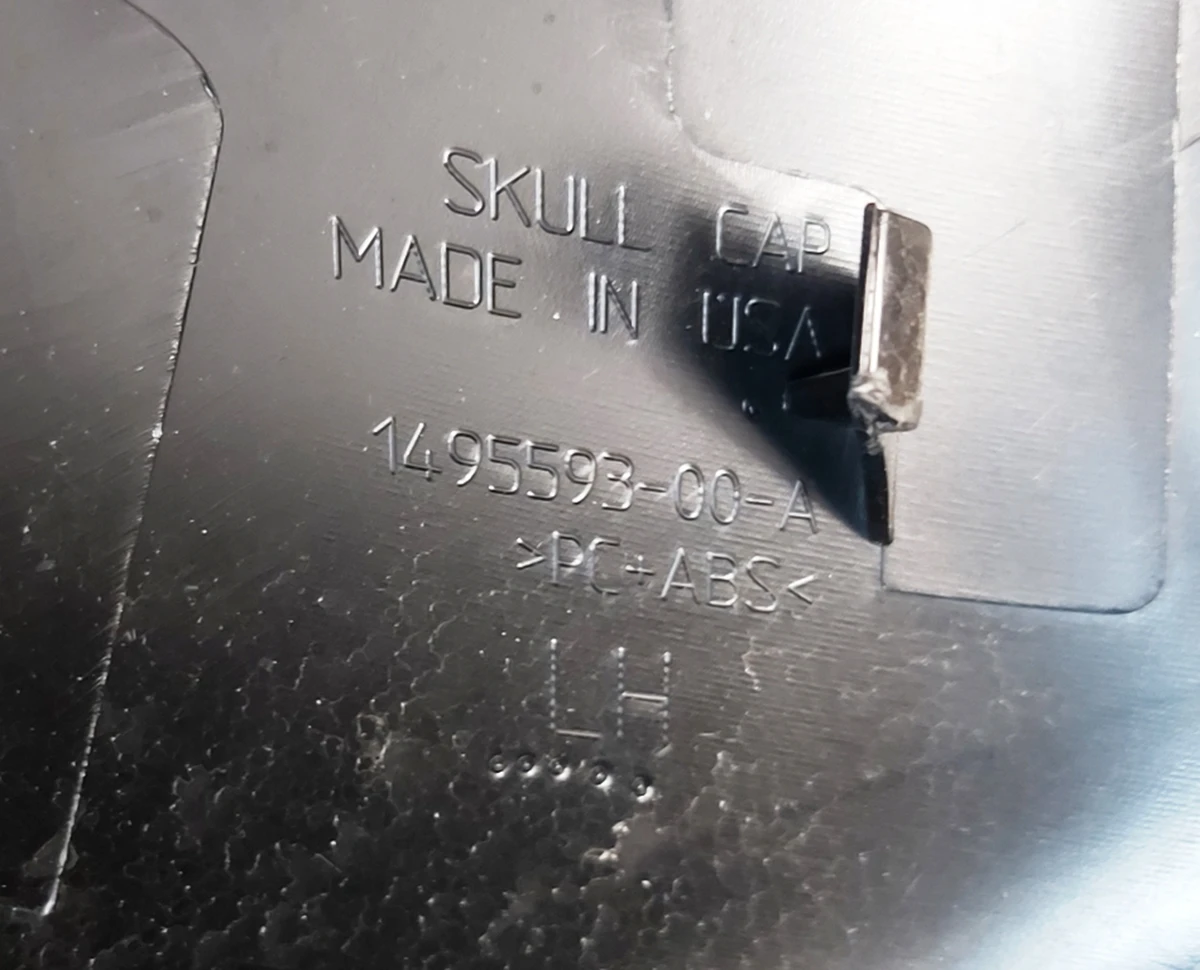 SKULL CAP
MADE IN USA
1495593-00-A
>PC+ABS<
LH